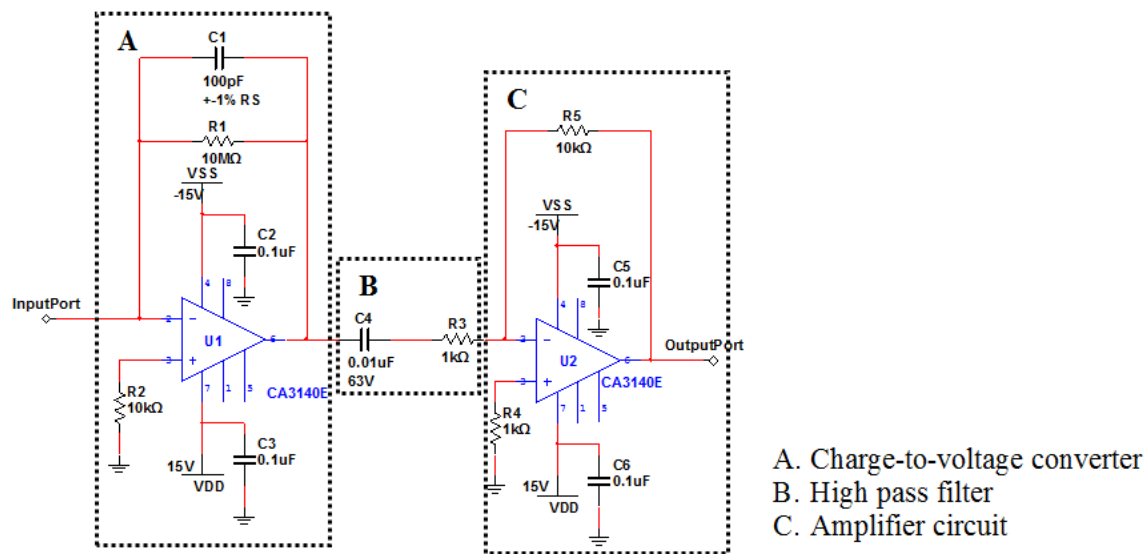 A
C1
100pF
+-1% RS
R1
10MΩ
VSS
-15V
C2
0.1uF
InputPort
4
8
2
U1
6
3
7
1
5
CA3140E
R2
10kΩ
15V
VDD
C3
0.1uF
B
C4
0.01uF
63V
R3
1kΩ
C
R5
10kΩ
VSS
-15V
C5
0.1uF
4
8
2
U2
6
OutputPort
3
7
1
5
CA3140E
R4
1kΩ
15V
VDD
C6
0.1uF
A. Charge-to-voltage converter
B. High pass filter
C. Amplifier circuit